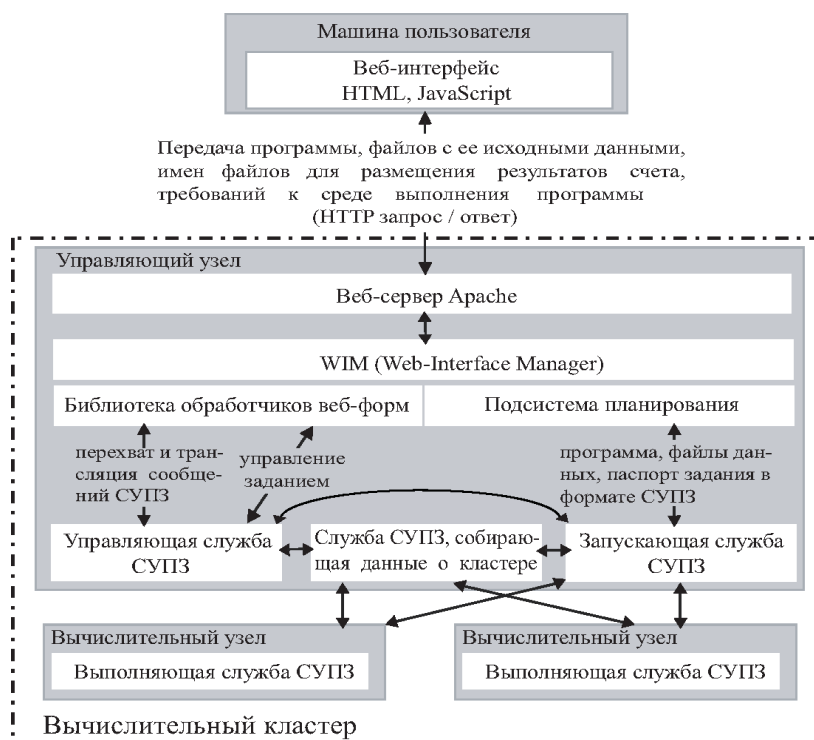 Машина пользователя
Веб-интерфейс
HTML, JavaScript
Передача программы, файлов с ее исходными данными,
имен файлов для размещения результатов счета,
требований к среде выполнения программы
(HTTP запрос / ответ)
Управляющий узел
Веб-сервер Apache
WIM (Web-Interface Manager)
Библиотека обработчиков веб-форм
Подсистема планирования
перехват и тран-
сляция сообще-
ний СУПЗ
управление
заданием
программа, файлы дан-
ных, паспорт задания в
формате СУПЗ
Управляющая служба
СУПЗ
Служба СУПЗ, собираю-
щая данные о кластере
Запускающая служба
СУПЗ
Вычислительный узел
Выполняющая служба СУПЗ
Вычислительный узел
Выполняющая служба СУПЗ
Вычислительный кластер